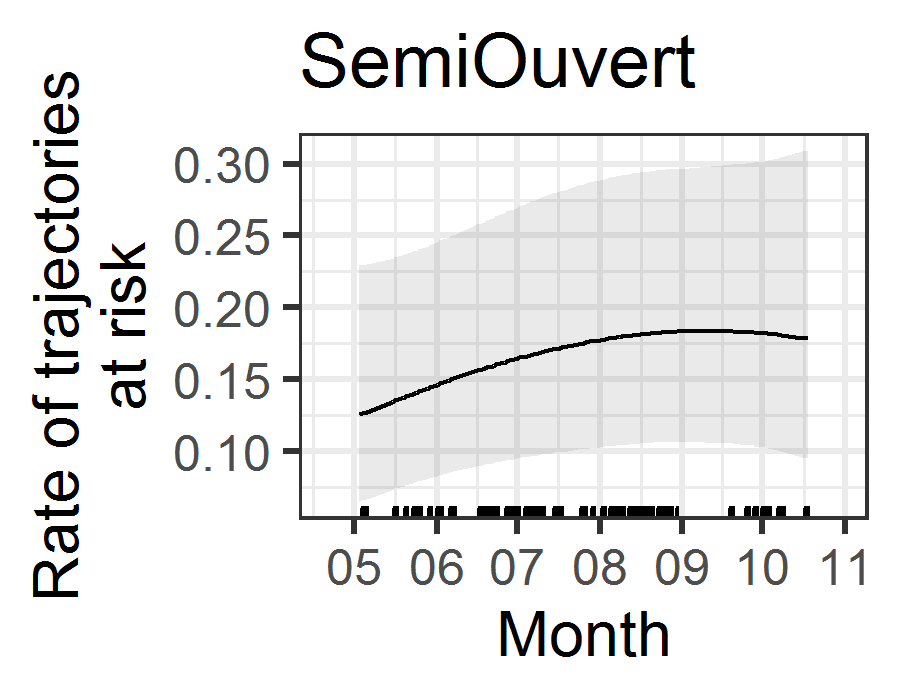 SemiOuvert
Rate of trajectories
at risk
0.30
0.25
0.20
0.15
0.10
05 06 07 08 09 10 11
Month